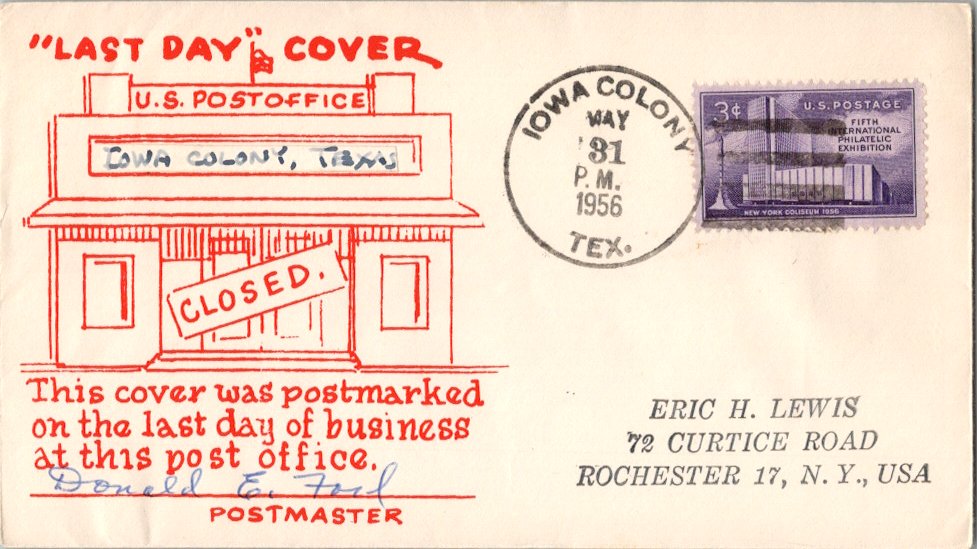 "LAST DAY" COVER
U.S. POSTOFFICE
IOWA COLONY, TEXAS
CLOSED.
This cover was postmarked
on the last day of business
at this post office.
Donald E.
POSTMASTER
IOWA COLONY
MAY
31
P.M.
1956
TEX.
3¢
U.S. POSTAGE
FIFTH
INTERNATIONAL
PHILATELIC
EXHIBITION
NEW YORK COLISEUM 1956
ERIC H. LEWIS
72 CURTICE ROAD
ROCHESTER 17, N. Y., USA